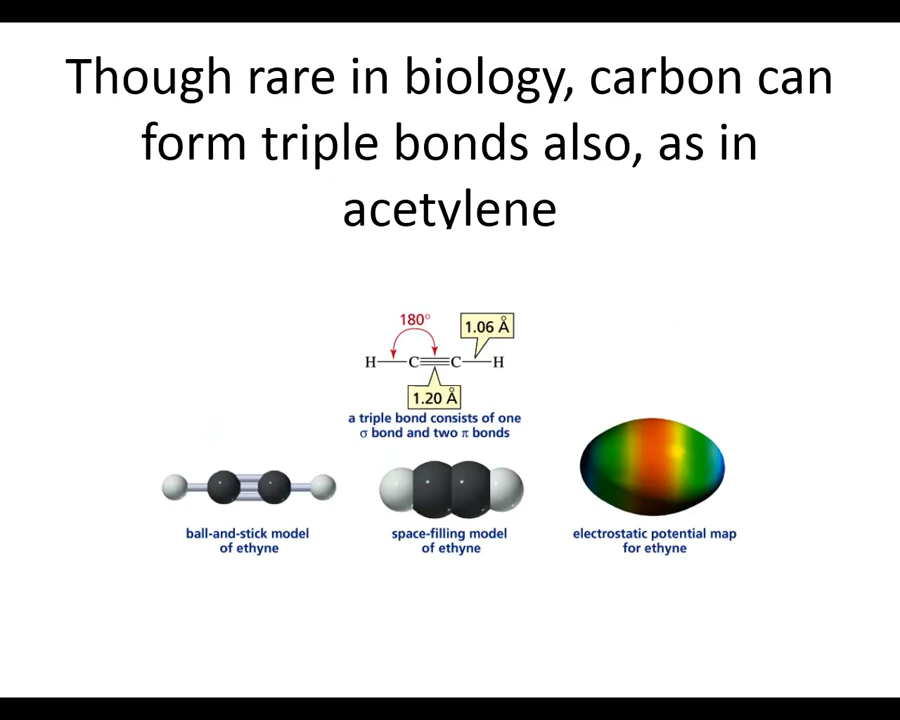 Though rare in biology, carbon can
form triple bonds also, as in
acetylene
180°
1.06 Å
H—C≡C—H
1.20 Å
a triple bond consists of one
σ bond and two π bonds
ball-and-stick model
of ethyne
space-filling model
of ethyne
electrostatic potential map
for ethyne